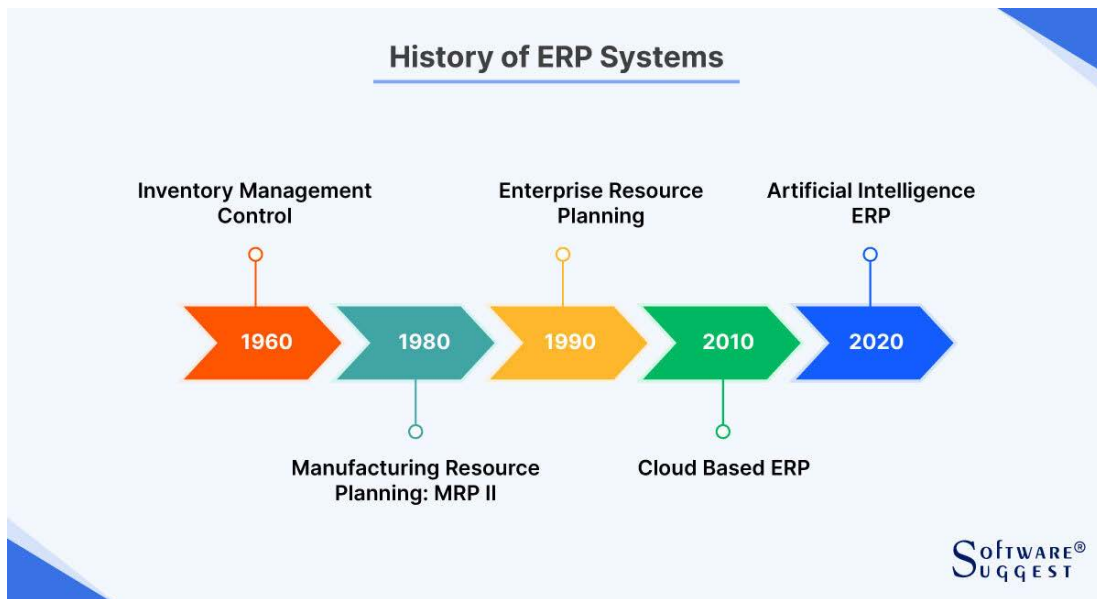 History of ERP Systems
Inventory Management
Control
Enterprise Resource
Planning
Artificial Intelligence
ERP
1960
1980
1990
2010
2020
Manufacturing Resource
Planning: MRP II
Cloud Based ERP
SOFTWARE®
SUGGEST